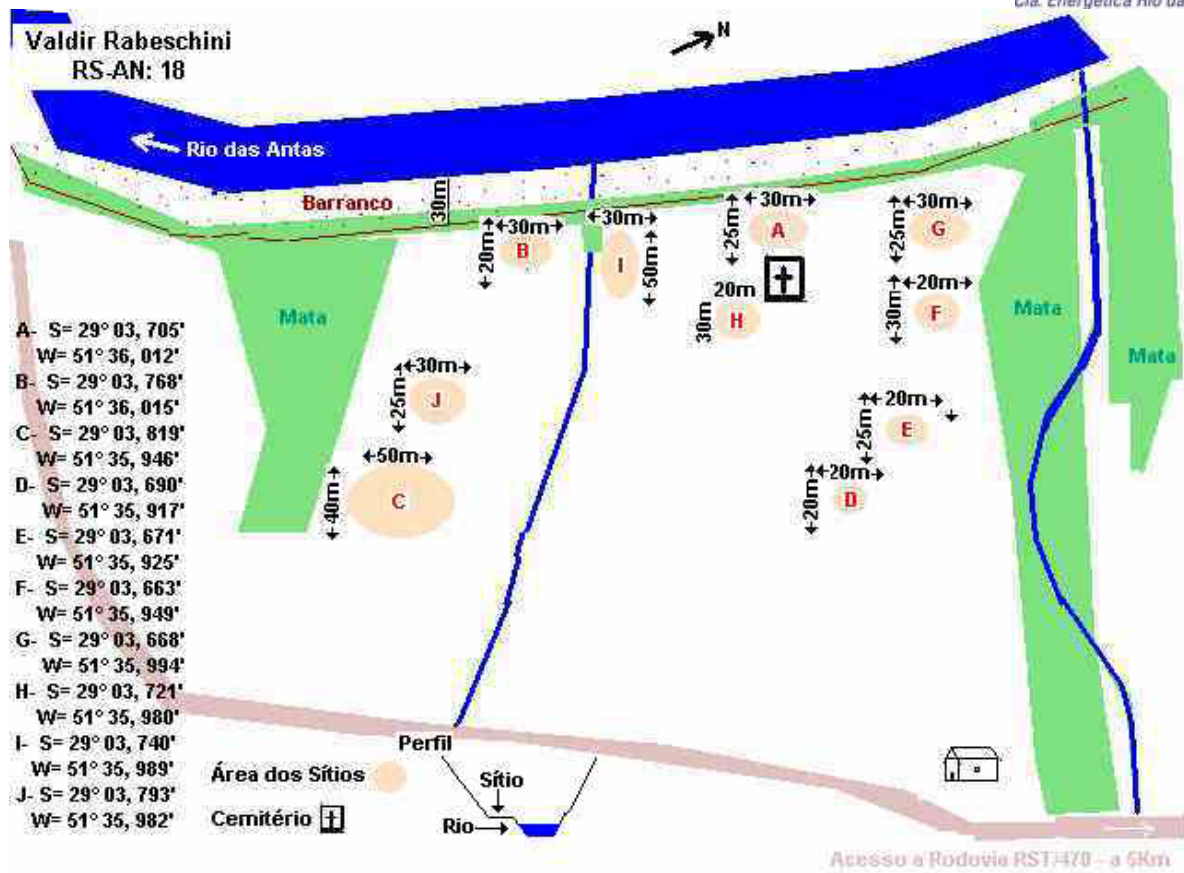 Cia. Energética Rio da
Valdir Rabeschini
RS-AN: 18
N
Rio das Antas
Barranco
30m
30m
20m
B
30m
50m
I
30m
25m
A
30m
25m
G
20m
30m
H
20m
30m
F
Mata
Mata
Mata
30m
25m
J
20m
25m
E
50m
40m
C
20m
20m
D
A- S= 29° 03, 705'
W= 51° 36, 012'
B- S= 29° 03, 768'
W= 51° 36, 015'
C- S= 29° 03, 819'
W= 51° 35, 946'
D- S= 29° 03, 690'
W= 51° 35, 917'
E- S= 29° 03, 671'
W= 51° 35, 925'
F- S= 29° 03, 663'
W= 51° 35, 949'
G- S= 29° 03, 668'
W= 51° 35, 994'
H- S= 29° 03, 721'
W= 51° 35, 980'
I- S= 29° 03, 740'
W= 51° 35, 989'
J- S= 29° 03, 793'
W= 51° 35, 982'
Perfil
Sítio
Rio
Área dos Sítios
Cemitério
Acesso a Rodovia RST/470 - a 5Km